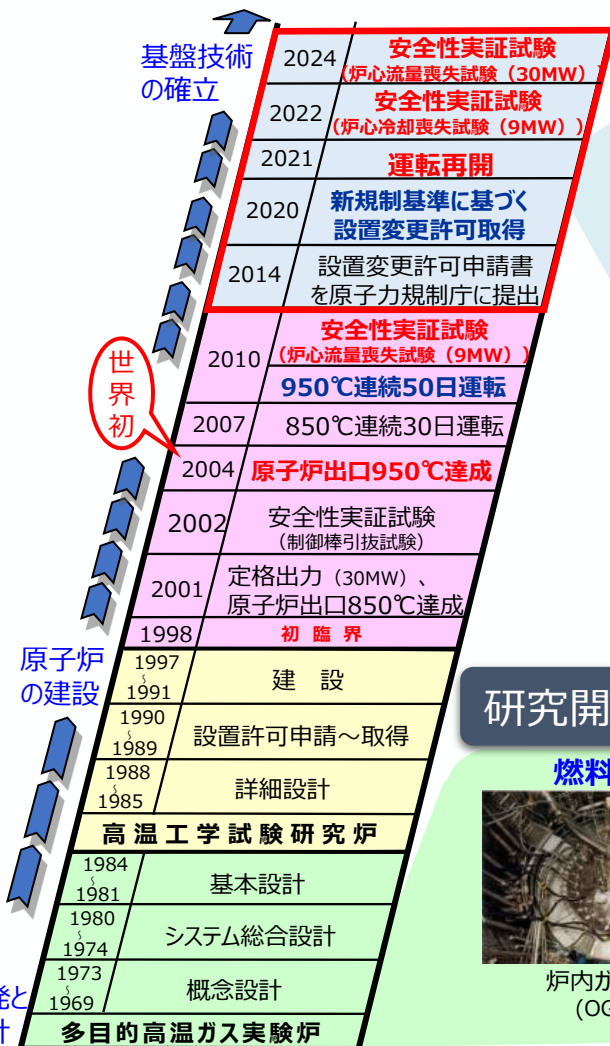 基盤技術
の確立
2024
安全性実証試験
(炉心流量喪失試験（30MW）)
2022
安全性実証試験
(炉心冷却喪失試験（9MW）)
2021
運転再開
2020
新規制基準に基づく
設置変更許可取得
2014
設置変更許可申請書
を原子力規制庁に提出
2010
安全性実証試験
(炉心流量喪失試験（9MW）)
950℃連続50日運転
世界初
2007
850℃連続30日運転
2004
原子炉出口950℃達成
2002
安全性実証試験
(制御棒引抜試験)
2001
定格出力（30MW）、
原子炉出口850℃達成
1998
初臨界
原子炉
の建設
1997
～
1991
建　設
1990
～
1989
設置許可申請～取得
1988
～
1985
詳細設計
高温工学試験研究炉
1984
～
1981
基本設計
1980
～
1974
システム総合設計
1973
～
1969
概念設計
発と
計
多目的高温ガス実験炉
研究開
燃料
炉内ガ
(OG